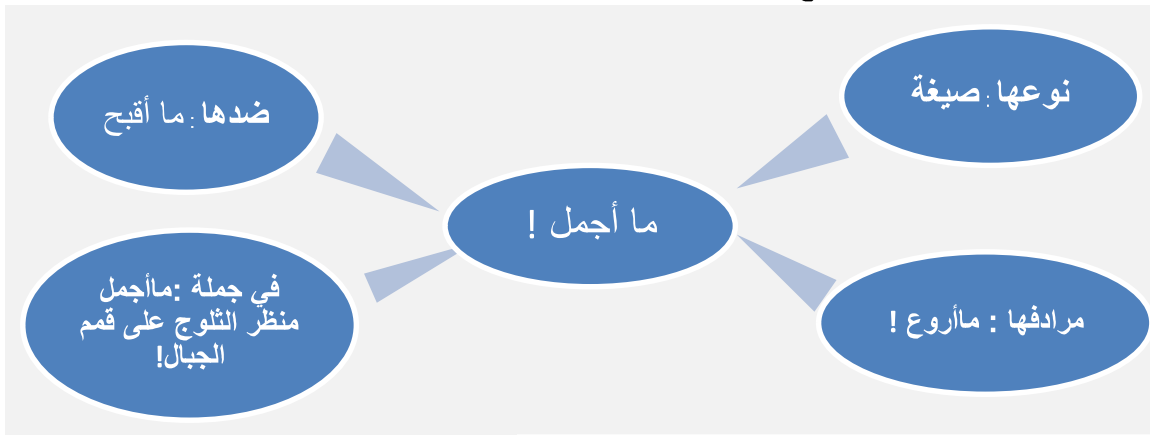 نوعها : صيغة
ضدها : ما أقبح
ما أجمل !
مرادفها : ماأروع !
في جملة :ماأجمل
منظر الثلوج على قمم
الجبال!